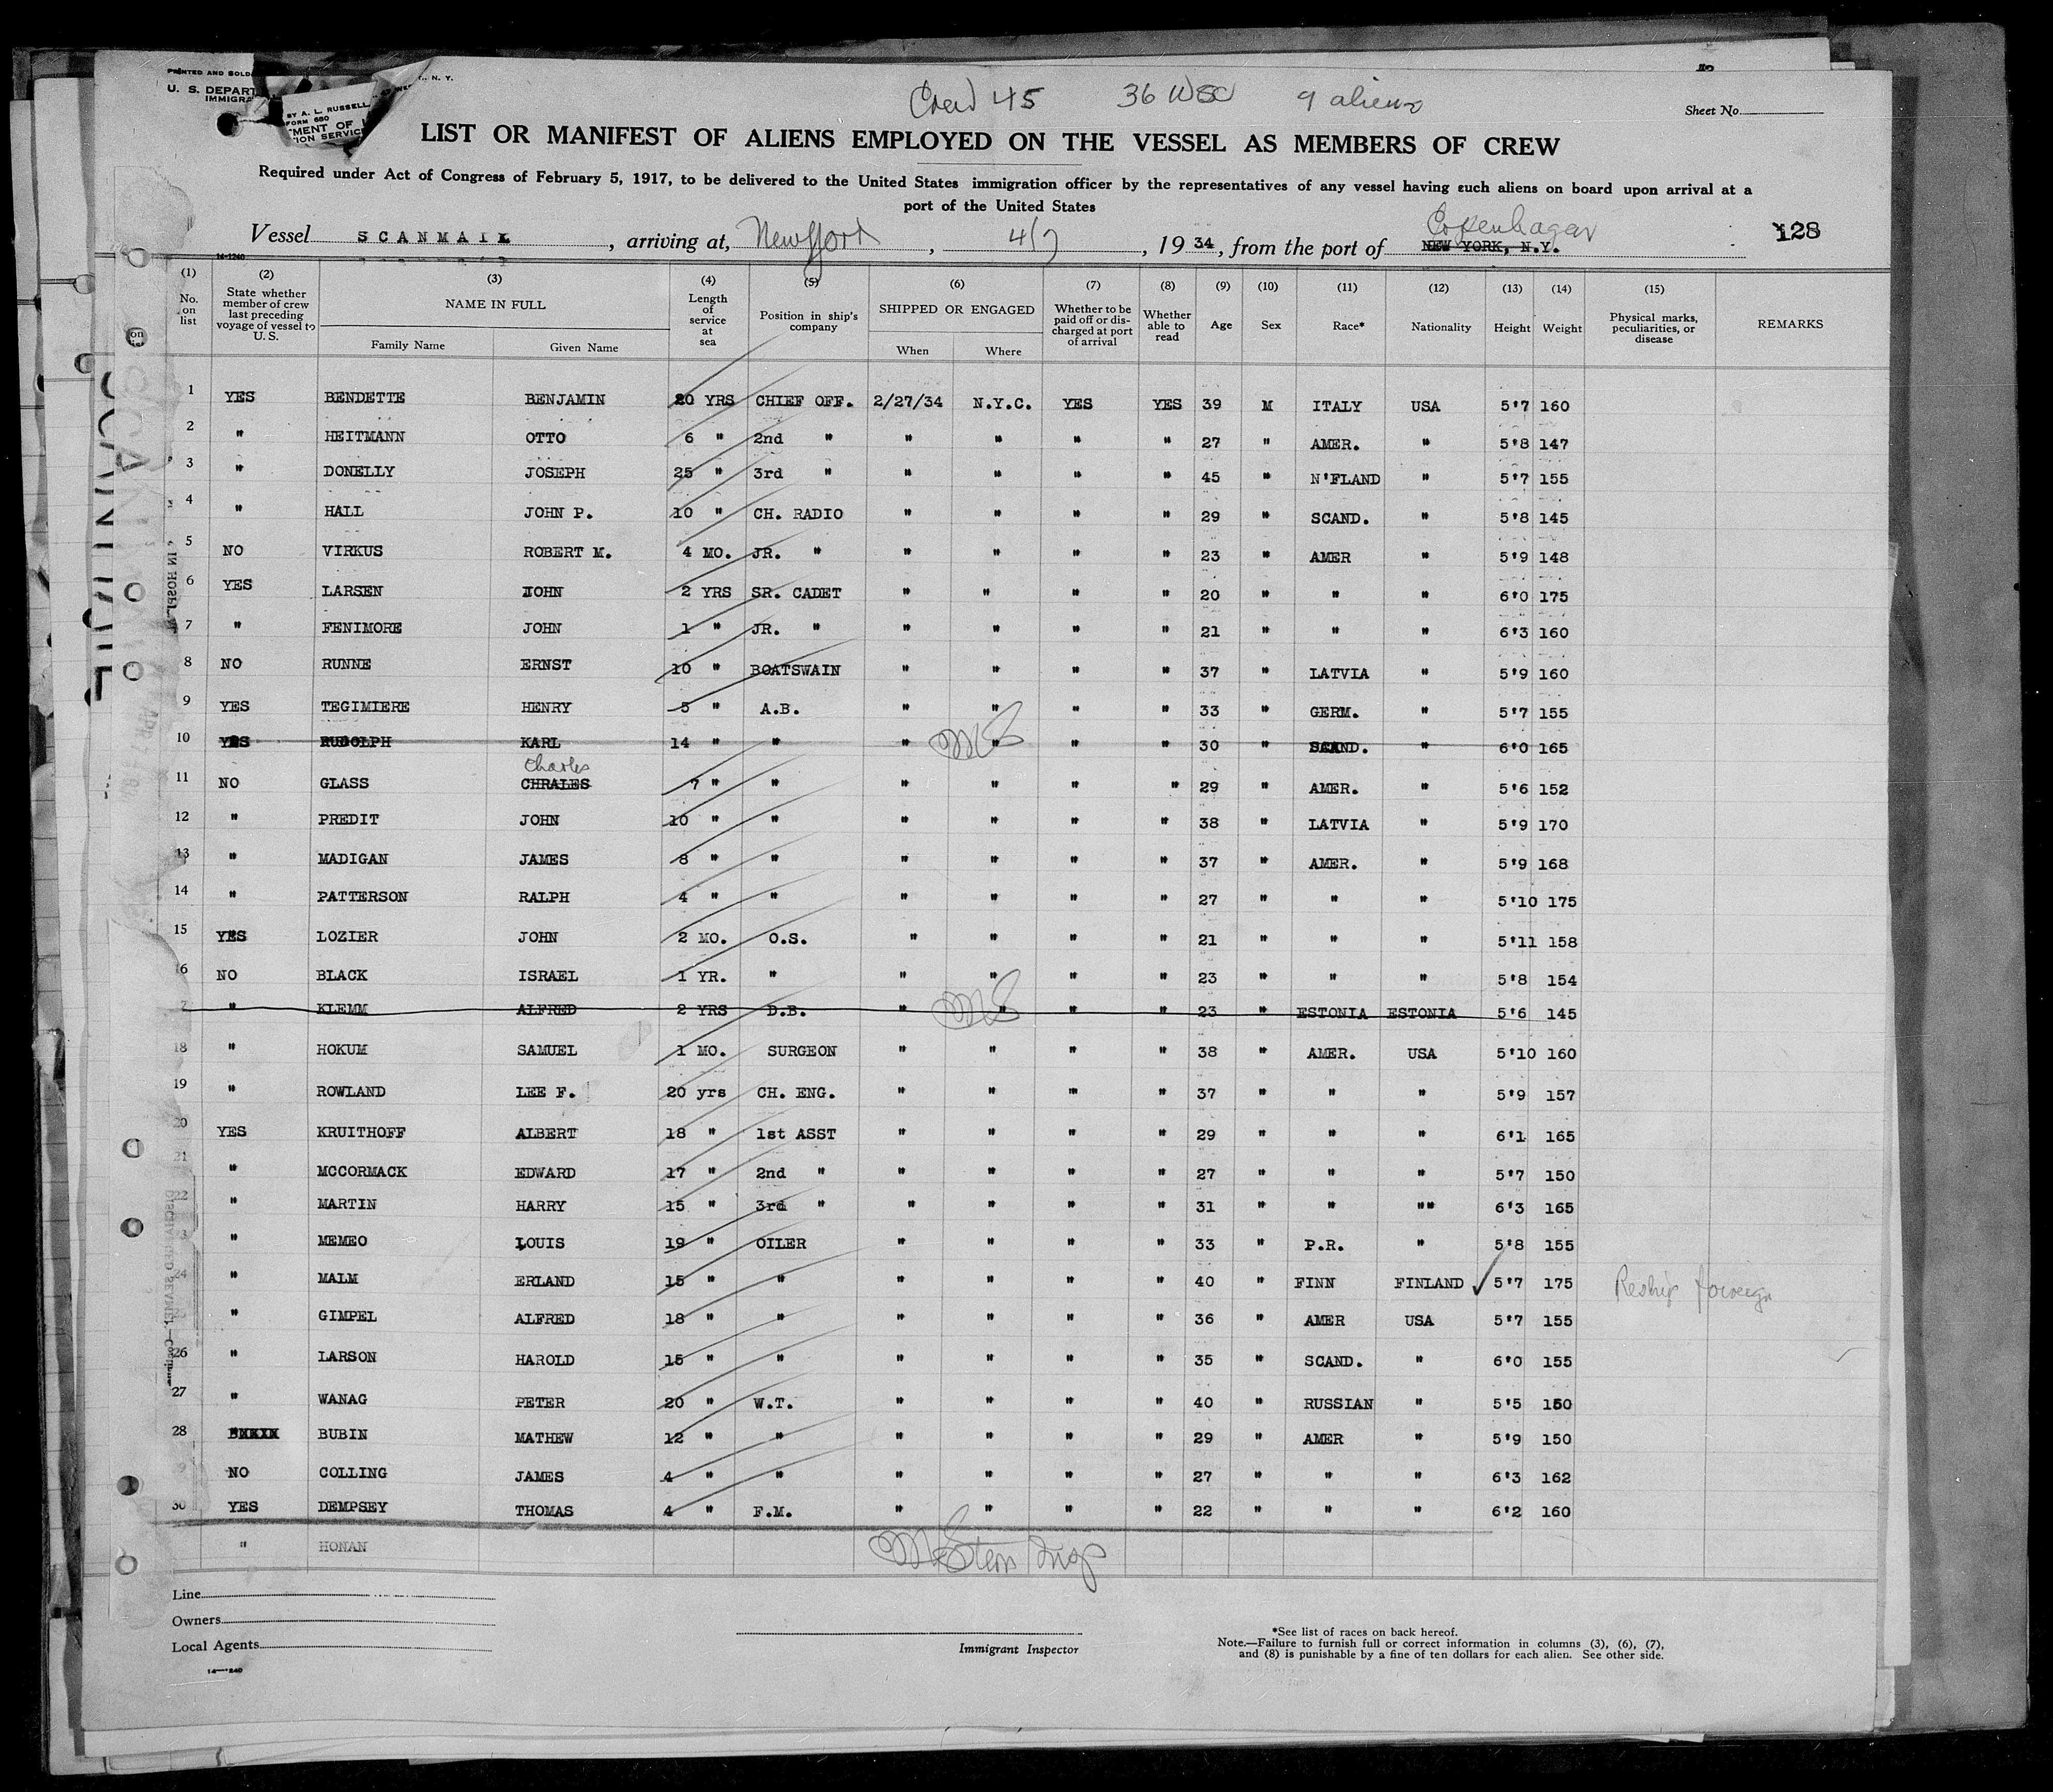 PRINTED AND SOLD
U. S. DEPART
IMMIGRA
BY A. L. RUSSELL
FORM 680
MENT OF
ION SERVICE
N. Y.
Crew 45 36 USC 9 aliens
Sheet No.
LIST OR MANIFEST OF ALIENS EMPLOYED ON THE VESSEL AS MEMBERS OF CREW
Required under Act of Congress of February 5, 1917, to be delivered to the United States immigration officer by the representatives of any vessel having such aliens on board upon arrival at a
port of the United States
Vessel SCANMAIL, arriving at, New York, 4/7, 1934, from the port of NEW YORK, N.Y. Copenhagen 128
14-1240
(1) (2) (3) (4) (5) (6) (7) (8) (9) (10) (11) (12) (13) (14) (15)
No. on list
State whether member of crew last preceding voyage of vessel to U. S.
NAME IN FULL
Family Name Given Name
Length of service at sea
Position in ship's company
SHIPPED OR ENGAGED
When Where
Whether to be paid off or discharged at port of arrival
Whether able to read
Age Sex Race* Nationality Height Weight
Physical marks, peculiarities, or disease
REMARKS
1 YES BENDETTE BENJAMIN 20 YRS CHIEF OFF. 2/27/34 N.Y.C. YES YES 39 M ITALY USA 5'7 160
2 " HEITMANN OTTO 6 " 2nd " " " " " 27 " AMER. " 5'8 147
3 " DONELLY JOSEPH 25 " 3rd " " " " " 45 " N'FLAND " 5'7 155
4 " HALL JOHN P. 10 " CH. RADIO " " " " 29 " SCAND. " 5'8 145
5 NO VIRKUS ROBERT M. 4 MO. JR. " " " " " 23 " AMER " 5'9 148
6 YES LARSEN JOHN 2 YRS SR. CADET " " " " 20 " " " 6'0 175
7 " FENIMORE JOHN 1 " JR. " " " " " 21 " " " 6'3 160
8 NO RUNNE ERNST 10 " BOATSWAIN " " " " 37 " LATVIA " 5'9 160
9 YES TEGIMIERE HENRY 5 " A.B. " " " " 33 " GERM. " 5'7 155
10 YES RUDOLPH KARL 14 " " " " " " 30 " SCAND. " 6'0 165
Charles
11 NO GLASS CHRALES 7 " " " " " " 29 " AMER. " 5'6 152
12 " PREDIT JOHN 10 " " " " " " 38 " LATVIA " 5'9 170
13 " MADIGAN JAMES 8 " " " " " " 37 " AMER. " 5'9 168
14 " PATTERSON RALPH 4 " " " " " " 27 " " " 5'10 175
15 YES LOZIER JOHN 2 MO. O.S. " " " " 21 " " " 5'11 158
16 NO BLACK ISRAEL 1 YR. " " " " " 23 " " " 5'8 154
7 " KLEMM ALFRED 2 YRS D.B. " " " " 23 " ESTONIA ESTONIA 5'6 145
18 " HOKUM SAMUEL 1 MO. SURGEON " " " " 38 " AMER. USA 5'10 160
19 " ROWLAND LEE F. 20 yrs CH. ENG. " " " " 37 " " " 5'9 157
20 YES KRUITHOFF ALBERT 18 " 1st ASST " " " " 29 " " " 6'1 165
21 " MCCORMACK EDWARD 17 " 2nd " " " " " 27 " " " 5'7 150
22 " MARTIN HARRY 15 " 3rd " " " " " 31 " " "" 6'3 165
3 " MEMEO LOUIS 19 " OILER " " " " 33 " P.R. " 5'8 155
24 " MALM ERLAND 15 " " " " " " 40 " FINN FINLAND ✓ 5'7 175 Reship foreign
25 " GIMPEL ALFRED 18 " " " " " " 36 " AMER USA 5'7 155
26 " LARSON HAROLD 15 " " " " " " 35 " SCAND. " 6'0 155
27 " WANAG PETER 20 " W.T. " " " " 40 " RUSSIAN " 5'5 150
28 BUBIN MATHEW 12 " " " " " " 29 " AMER " 5'9 150
9 NO COLLING JAMES 4 " " " " " " 27 " " " 6'3 162
30 YES DEMPSEY THOMAS 4 " F.M. " " " " 22 " " " 6'2 160
" HONAN
Line
Owners
Local Agents
14-1240
Immigrant Inspector
*See list of races on back hereof.
Note.—Failure to furnish full or correct information in columns (3), (6), (7),
and (8) is punishable by a fine of ten dollars for each alien. See other side.